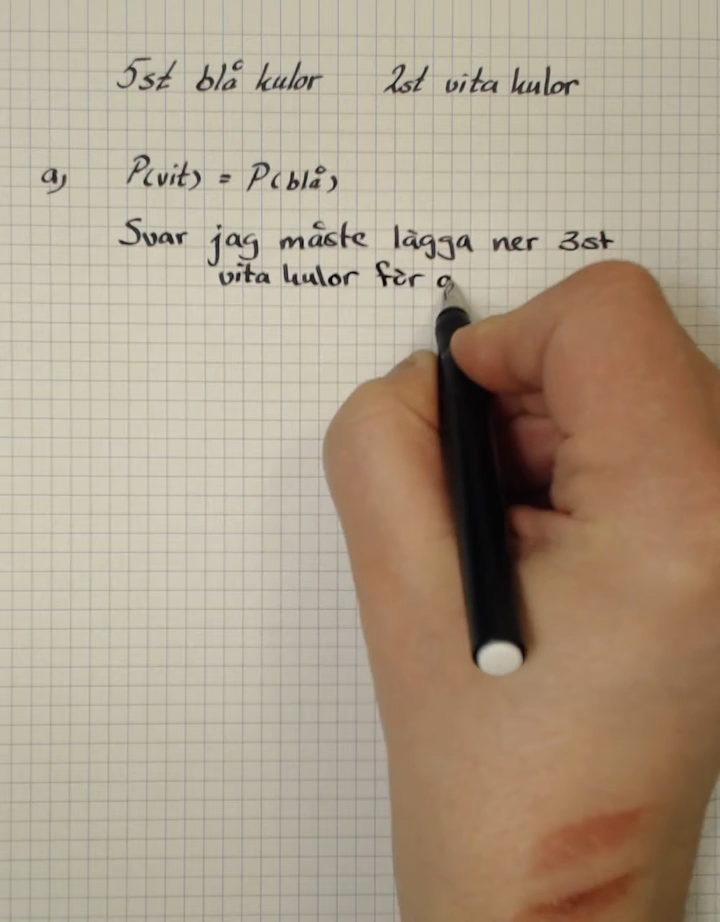 5st blå kulor 2st vita kulor
a) P(vit) = P(blå)
Svar jag måste lägga ner 3st
vita kulor för